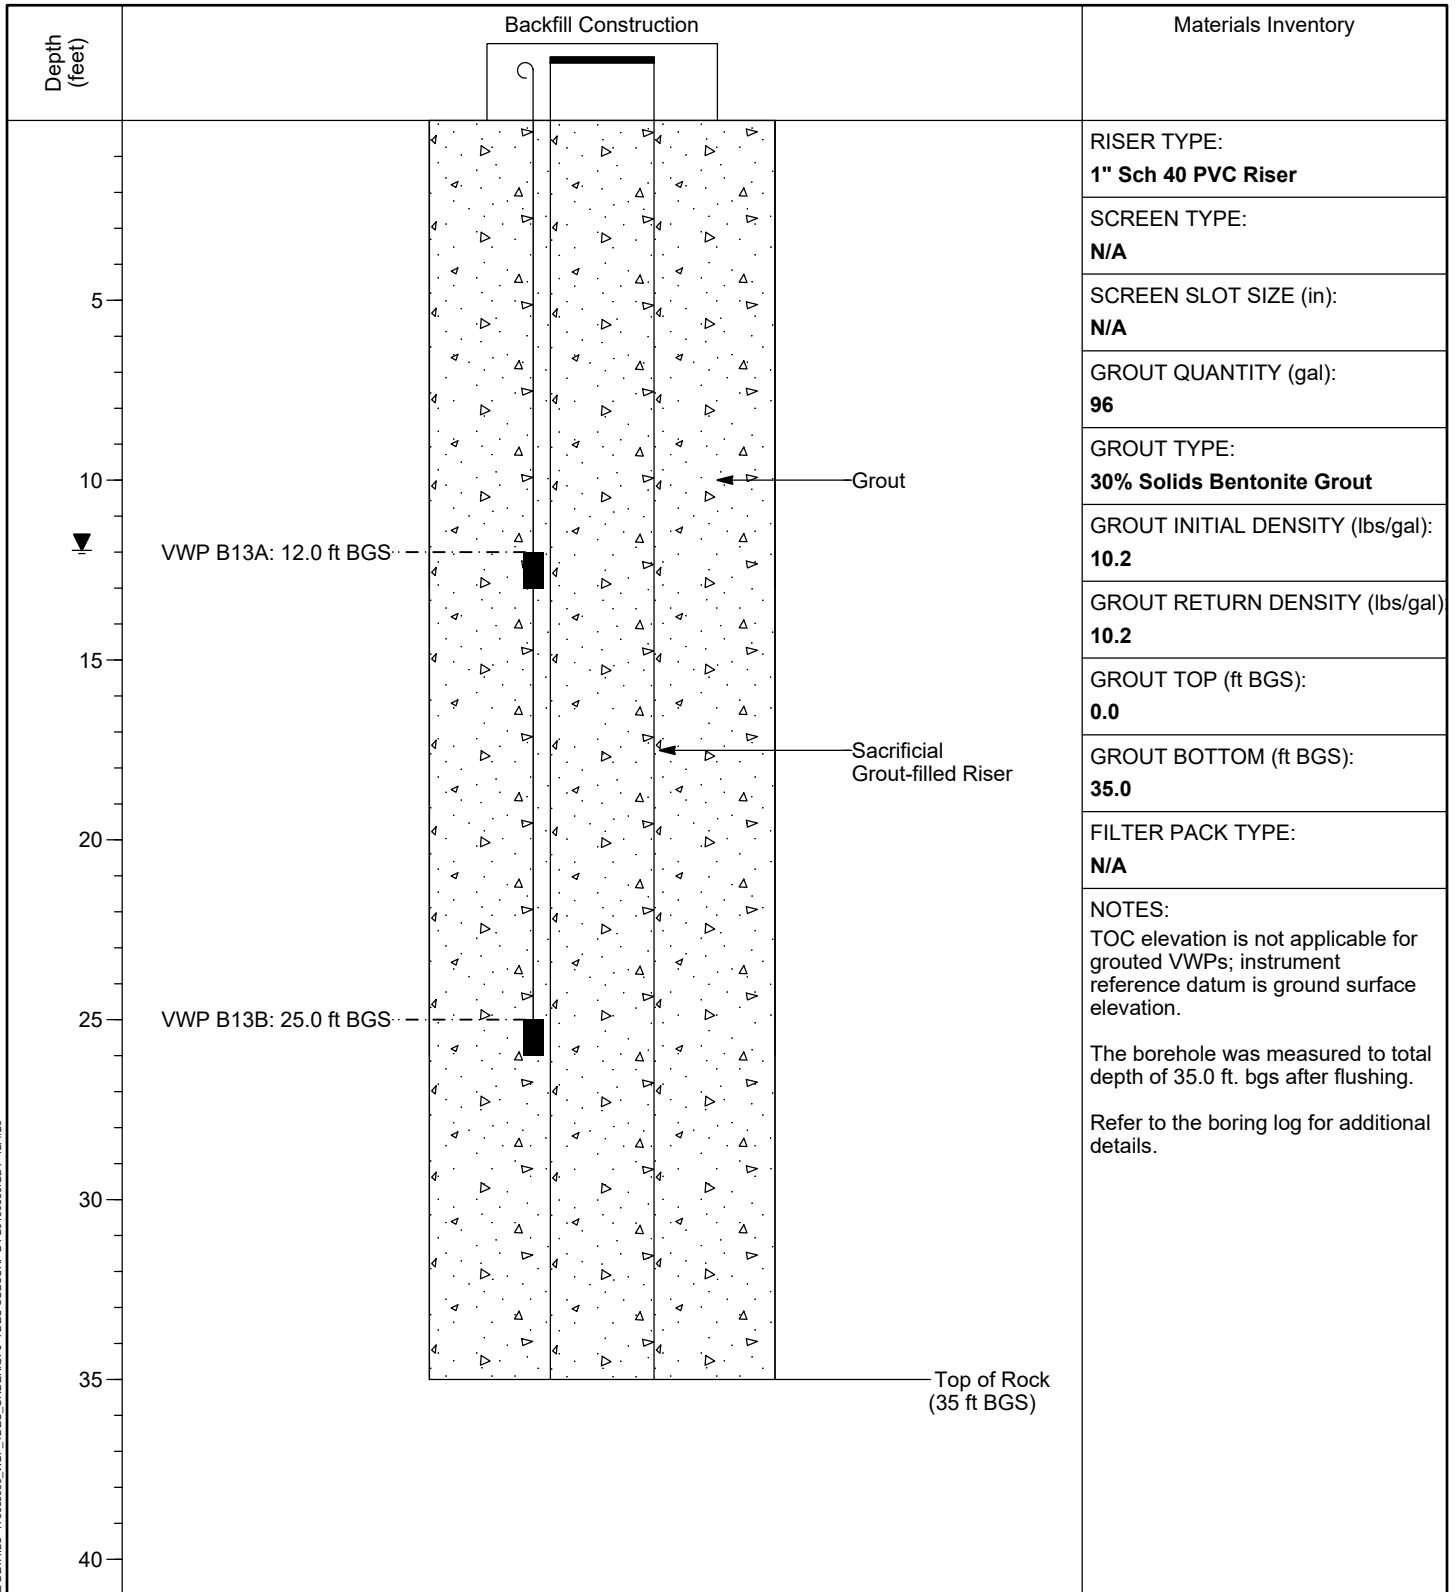 Depth
(feet)
Backfill Construction
Materials Inventory
RISER TYPE:
1" Sch 40 PVC Riser
SCREEN TYPE:
N/A
SCREEN SLOT SIZE (in):
N/A
GROUT QUANTITY (gal):
96
GROUT TYPE:
30% Solids Bentonite Grout
GROUT INITIAL DENSITY (lbs/gal):
10.2
GROUT RETURN DENSITY (lbs/gal):
10.2
GROUT TOP (ft BGS):
0.0
GROUT BOTTOM (ft BGS):
35.0
FILTER PACK TYPE:
N/A
NOTES:
TOC elevation is not applicable for
grouted VWPs; instrument
reference datum is ground surface
elevation.
The borehole was measured to total
depth of 35.0 ft. bgs after flushing.
Refer to the boring log for additional
details.
5
10
Grout
VWP B13A: 12.0 ft BGS
15
Sacrificial
Grout-filled Riser
20
25
VWP B13B: 25.0 ft BGS
30
35
Top of Rock
(35 ft BGS)
40